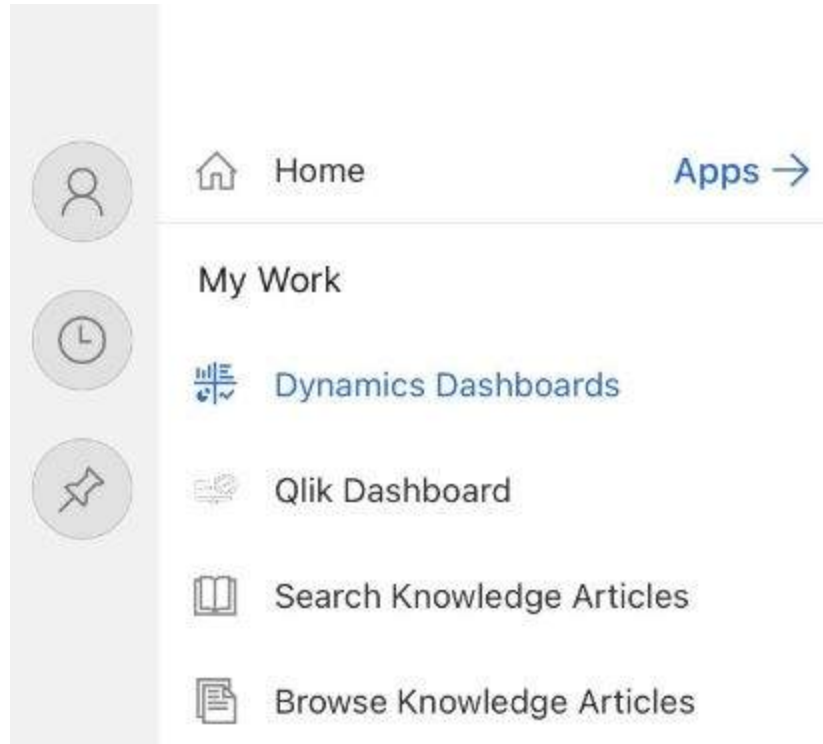 Home Apps →
My Work
Dynamics Dashboards
Qlik Dashboard
Search Knowledge Articles
Browse Knowledge Articles